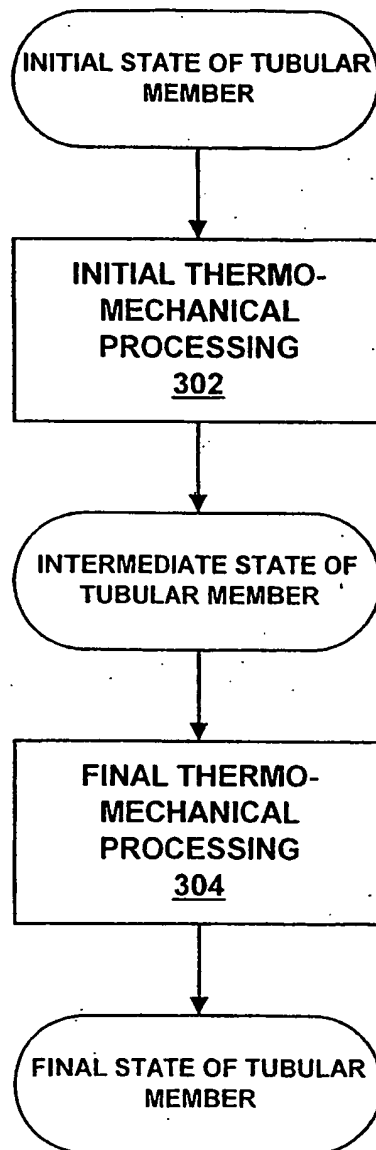 INITIAL STATE OF TUBULAR
MEMBER
INITIAL THERMO-
MECHANICAL
PROCESSING
302
INTERMEDIATE STATE OF
TUBULAR MEMBER
FINAL THERMO-
MECHANICAL
PROCESSING
304
FINAL STATE OF TUBULAR
MEMBER